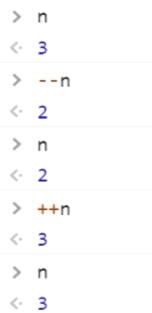 > n
<· 3
> --n
<· 2
> n
<· 2
> ++n
<· 3
> n
<· 3